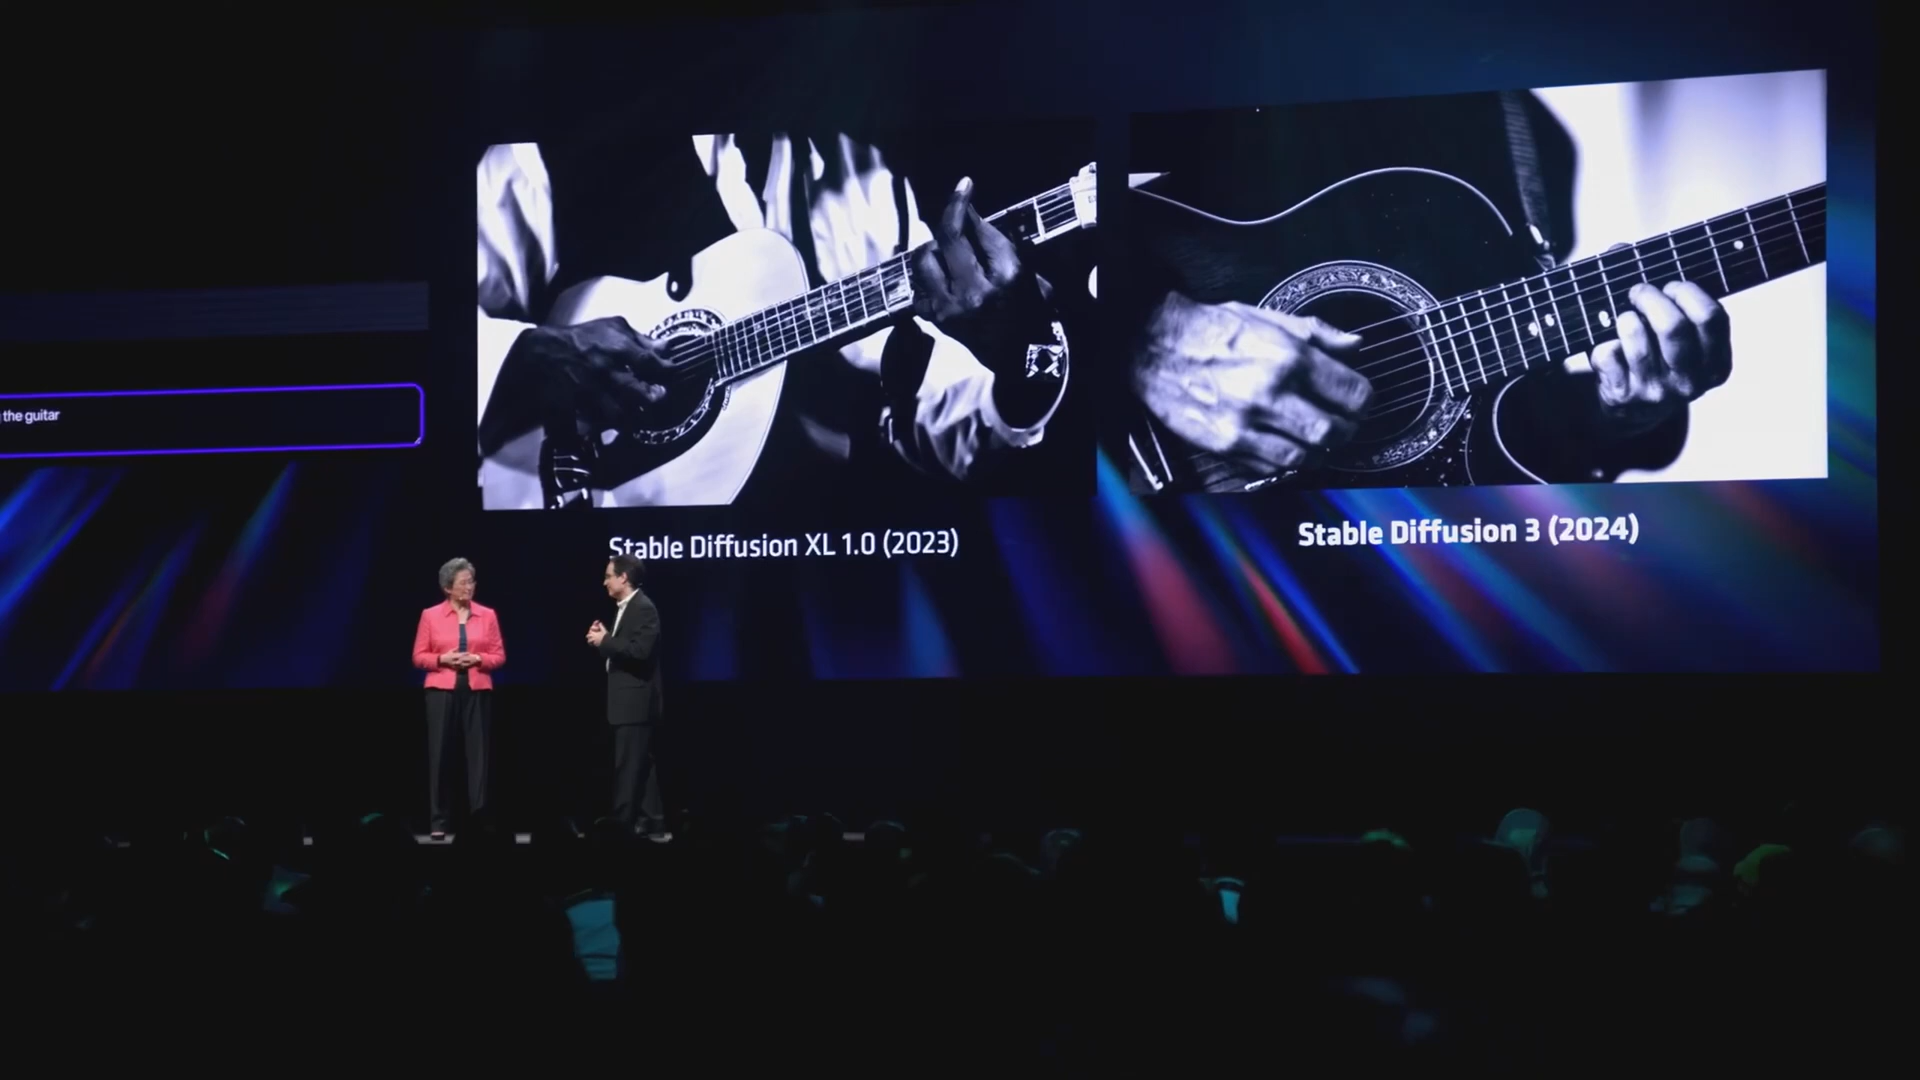 the guitar
Stable Diffusion XL 1.0 (2023)
Stable Diffusion 3 (2024)